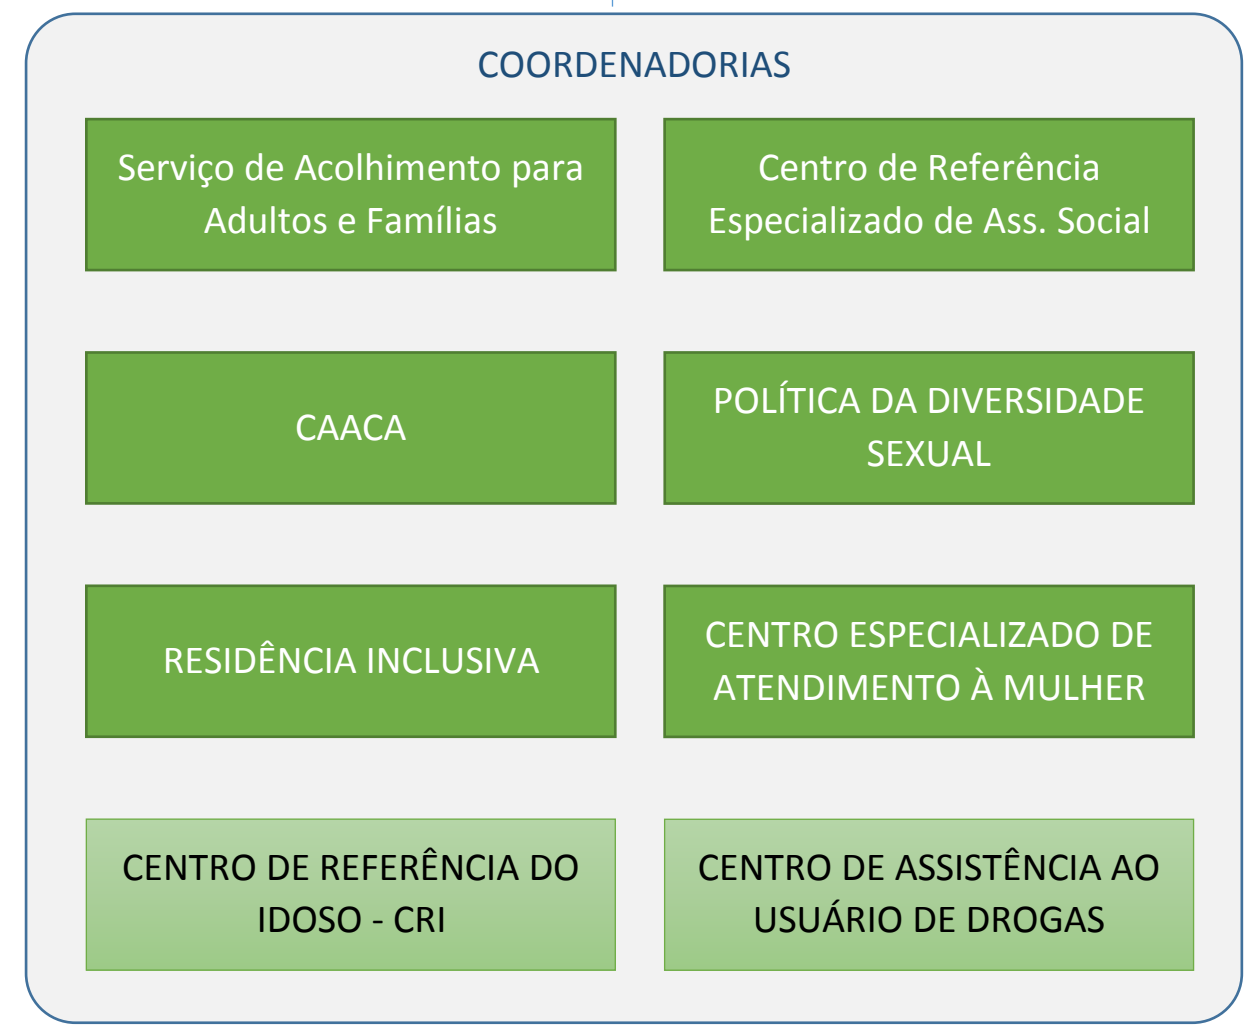 COORDENADORIAS
Serviço de Acolhimento para
Adultos e Famílias
Centro de Referência
Especializado de Ass. Social
CAACA
POLÍTICA DA DIVERSIDADE
SEXUAL
RESIDÊNCIA INCLUSIVA
CENTRO ESPECIALIZADO DE
ATENDIMENTO À MULHER
CENTRO DE REFERÊNCIA DO
IDOSO - CRI
CENTRO DE ASSISTÊNCIA AO
USUÁRIO DE DROGAS